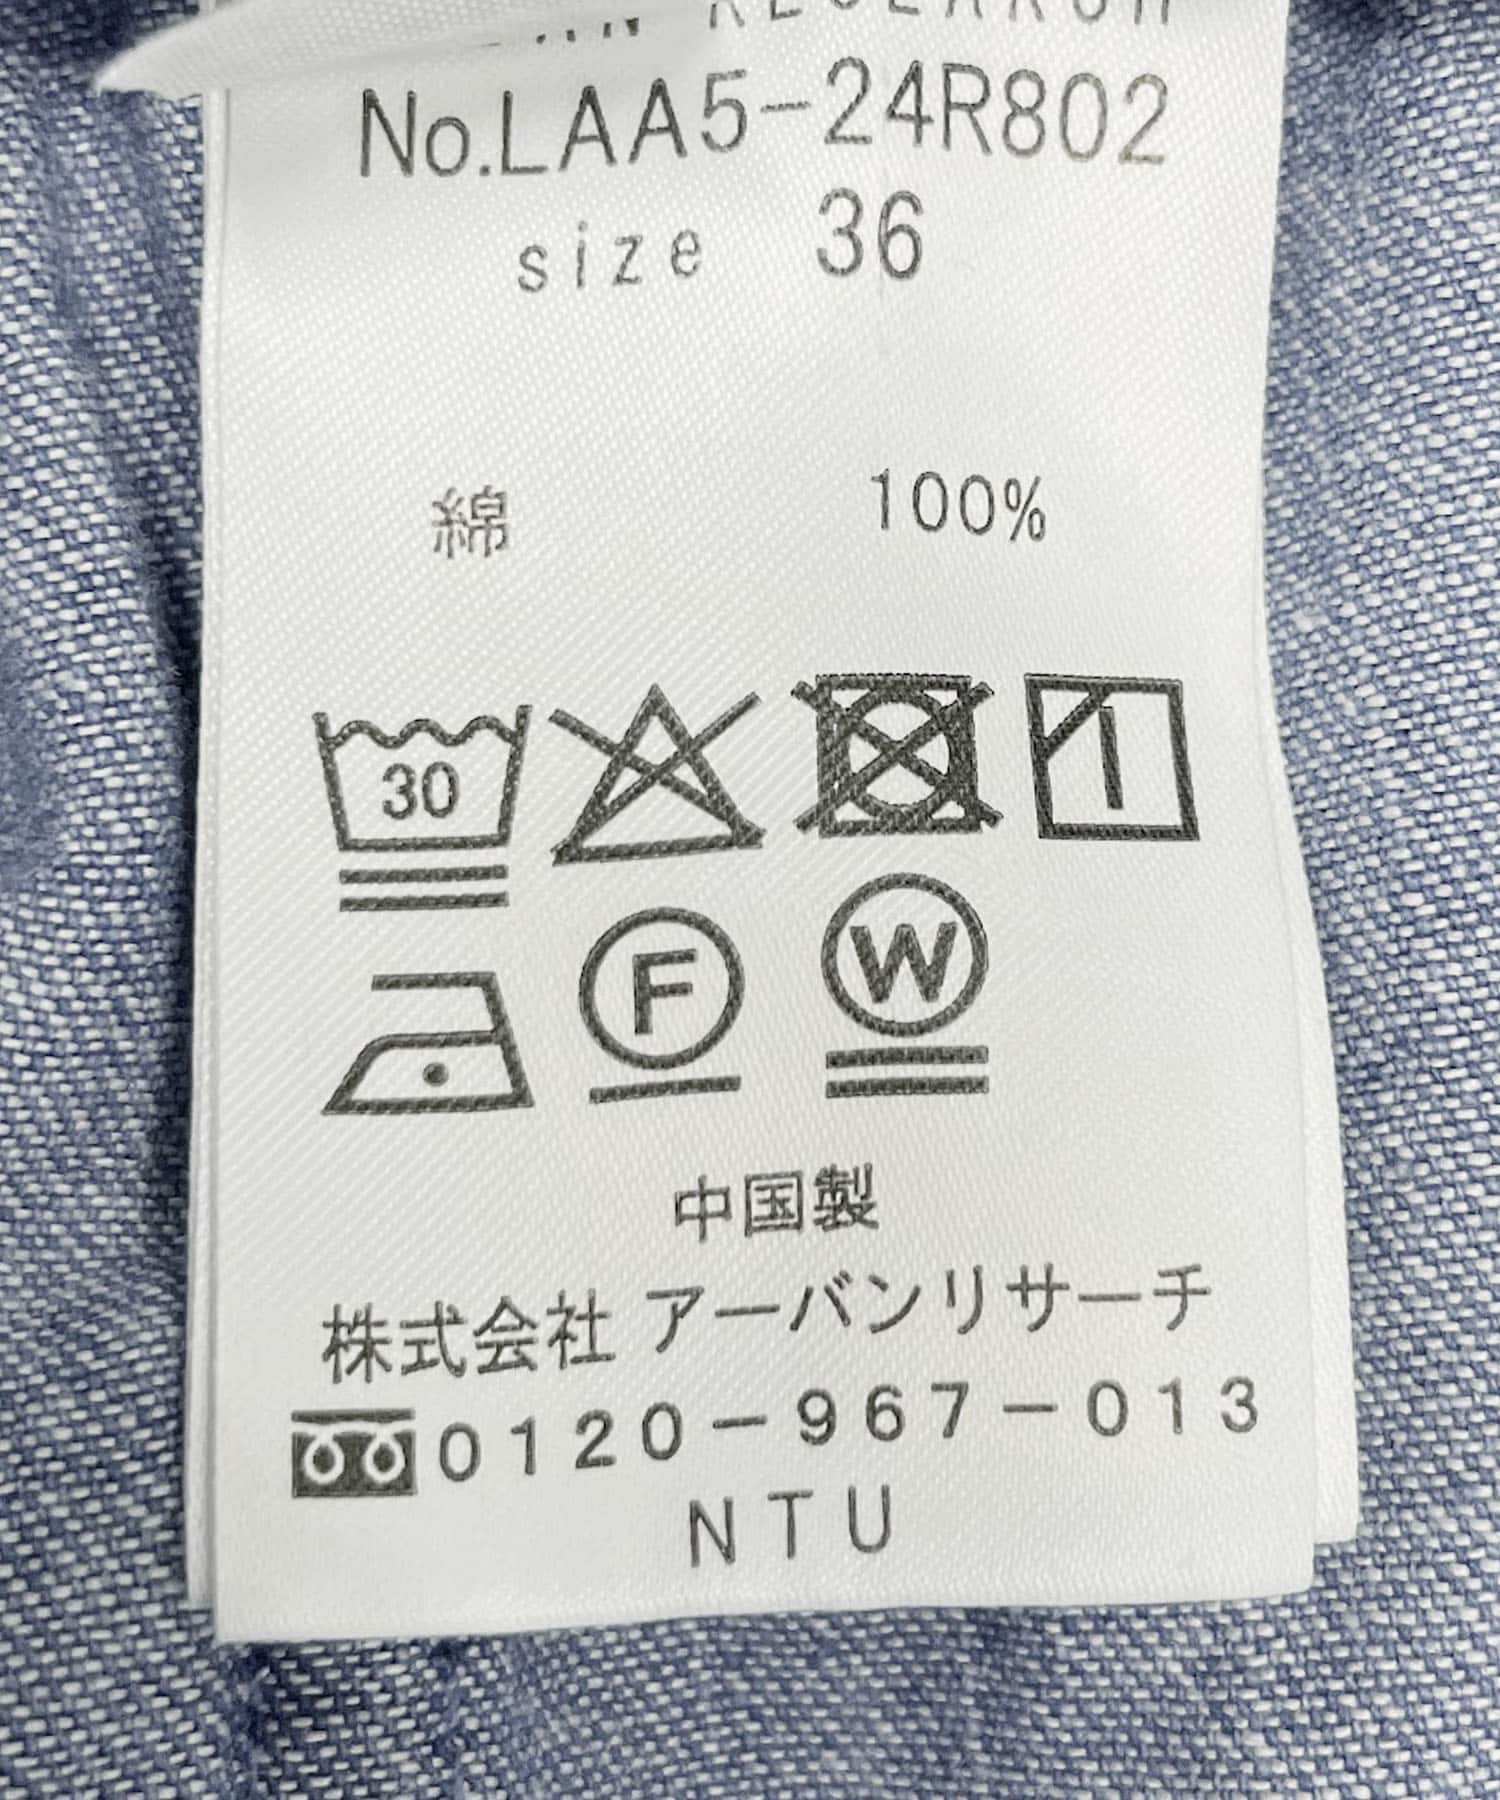 No.LAA5-24R802
size 36
綿 100%
30
F W
中国製
株式会社 アーバンリサーチ
0120-967-013
NTU